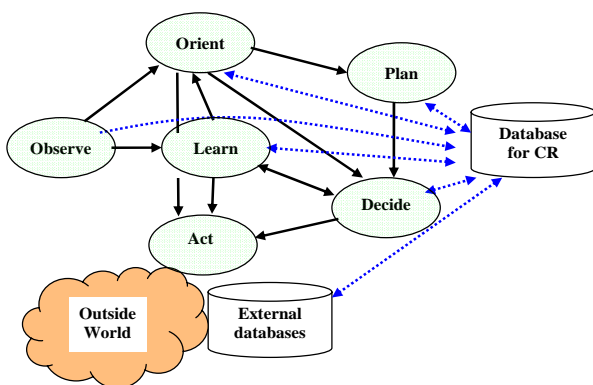 Orient
Plan
Database
for CR
Observe
Learn
Decide
Act
Outside
World
External
databases